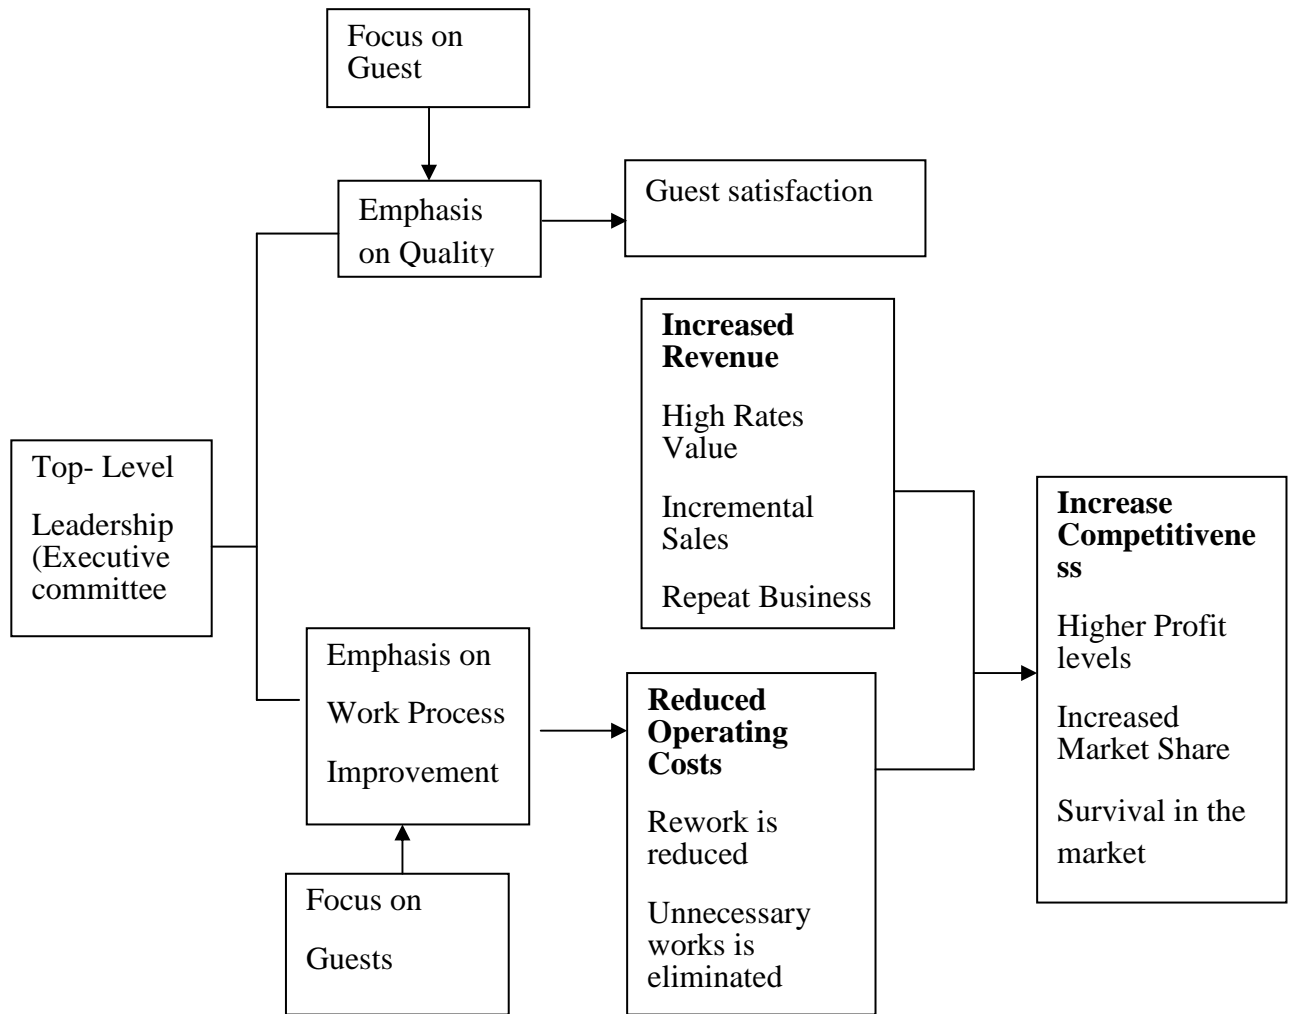 Focus on
Guest
Emphasis
on Quality
Guest satisfaction
Increased
Revenue
High Rates
Value
Incremental
Sales
Repeat Business
Top- Level
Leadership
(Executive
committee
Emphasis on
Work Process
Improvement
Reduced
Operating
Costs
Rework is
reduced
Unnecessary
works is
eliminated
Focus on
Guests
Increase
Competitivene
ss
Higher Profit
levels
Increased
Market Share
Survival in the
market